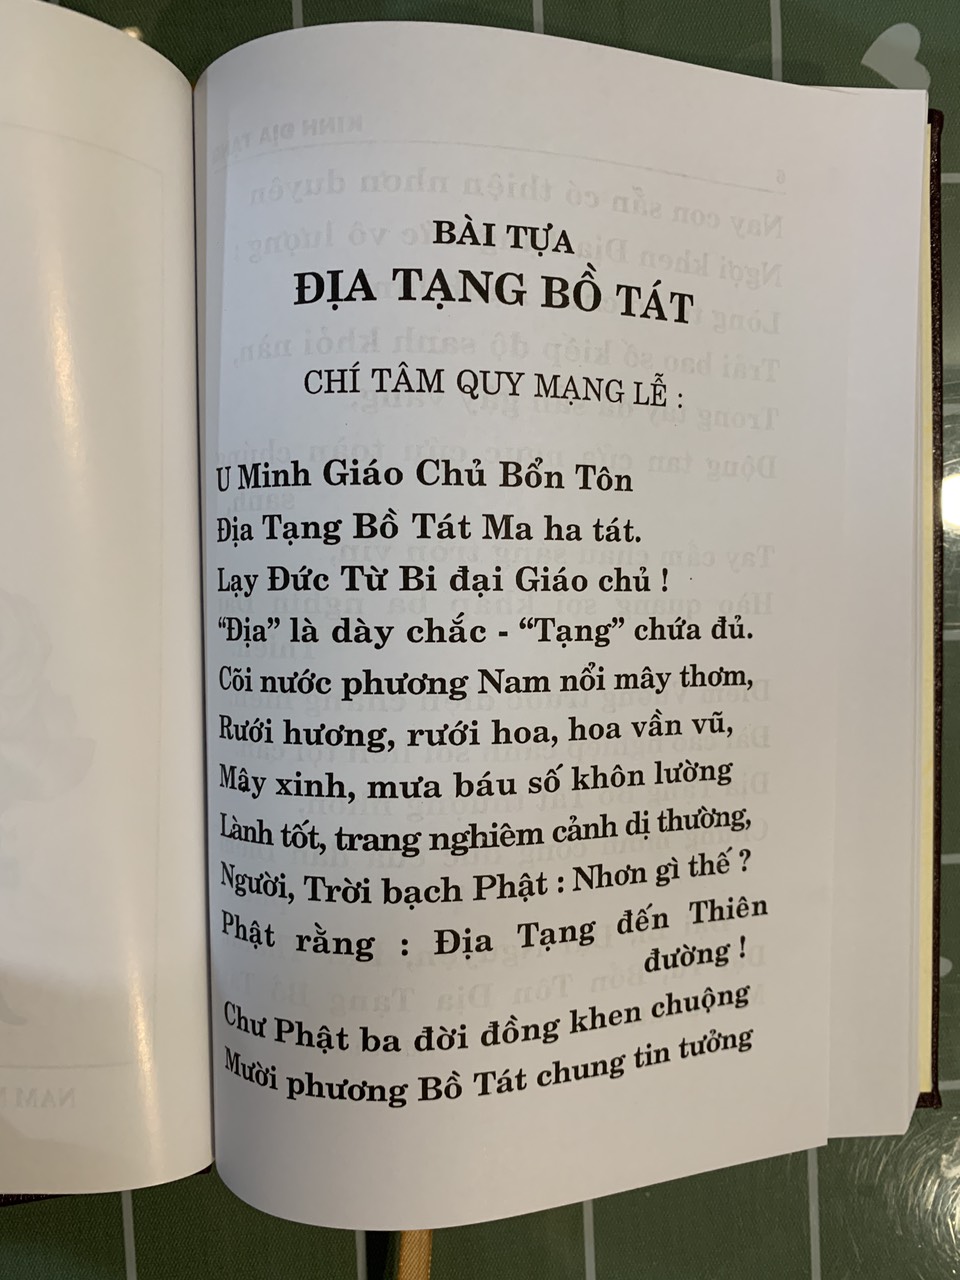 BÀI TỰA
ĐỊA TẠNG BỒ TÁT
CHÍ TÂM QUY MẠNG LỄ :
U Minh Giáo Chủ Bổn Tôn
Địa Tạng Bồ Tát Ma ha tát.
Lạy Đức Từ Bi đại Giáo chủ !
“Địa” là dày chắc - “Tạng” chứa đủ.
Cõi nước phương Nam nổi mây thơm,
Rưới hương, rưới hoa, hoa vần vũ,
Mây xinh, mưa báu số khôn lường
Lành tốt, trang nghiêm cảnh dị thường,
Người, Trời bạch Phật : Nhơn gì thế ?
Phật rằng : Địa Tạng đến Thiên
đường !
Chư Phật ba đời đồng khen chuộng
Mười phương Bồ Tát chung tin tưởng